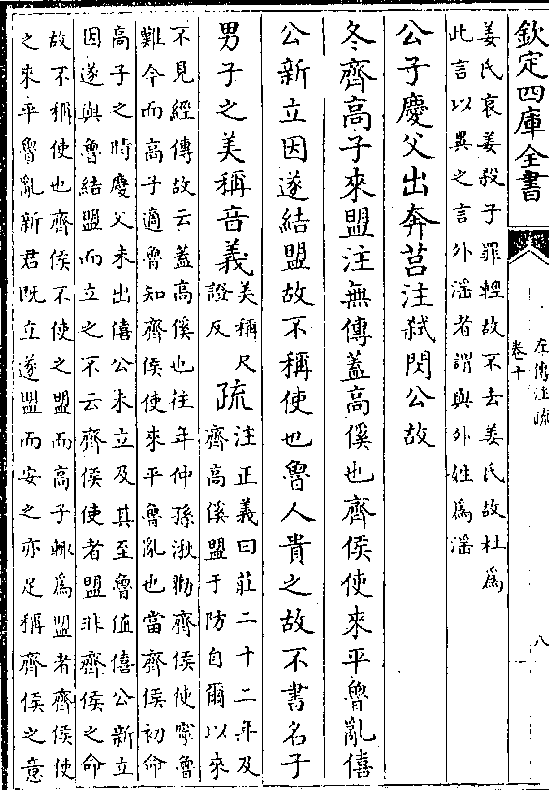 欽定四庫全書
左傳注疏
卷十
八
姜氏哀姜殺子罪輕故不去姜氏故杜為
此言以異之言外淫者謂與外姓為淫
公子慶父出奔莒注弒閔公故
冬齊高子來盟注無傳蓋高傒也齊侯使來平魯亂僖
公新立因遂結盟故不稱使也魯人貴之故不書名子
男子之美稱音義美稱尺
證反疏注正義曰莊二十二年及
齊高傒盟于防自爾以來
不見經傳故云蓋高傒也往年仲孫湫勸齊侯使寧魯
難今而高子適魯知齊侯使來平魯亂也當齊侯初命
高子之時慶父未出僖公未立及其至魯值僖公新立
因遂與魯結盟而立之不云齊侯使者盟非齊侯之命
故不稱使也齊侯不使之盟而高子輒為盟者齊侯使
之來平魯亂新君既立遂盟而安之亦足稱齊侯之意